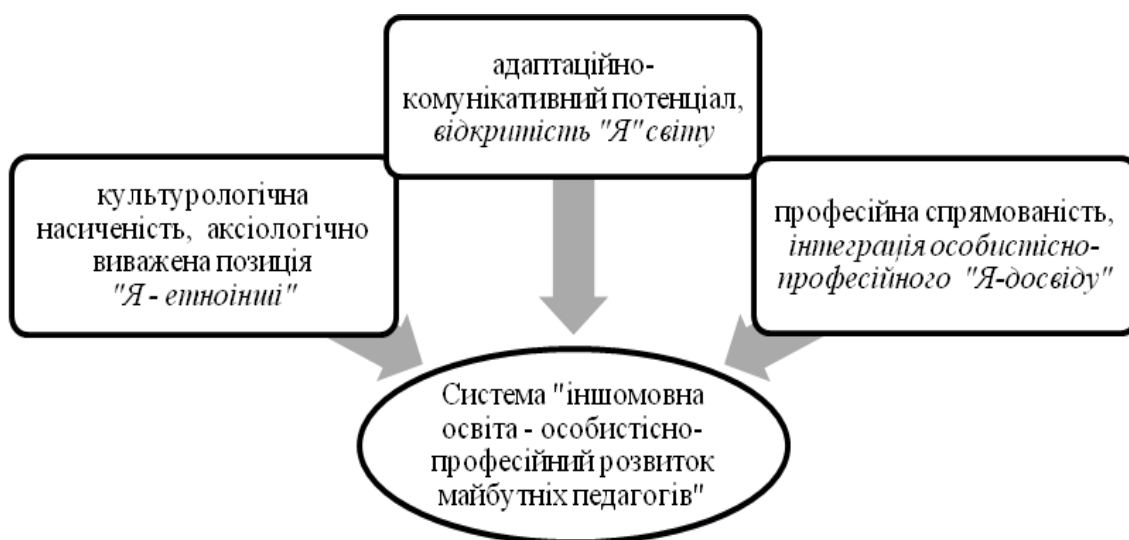 адаптаційно-
комунікативний потенціал,
відкритість "Я" світу
культурологічна
насиченість, аксіологічно
виважена позиція
"Я - етноінші"
професійна спрямованість,
інтеграція особистісно-
професійного "Я-досвіду"
Система "іншомовна
освіта - особистісно-
професійний розвиток
майбутніх педагогів"